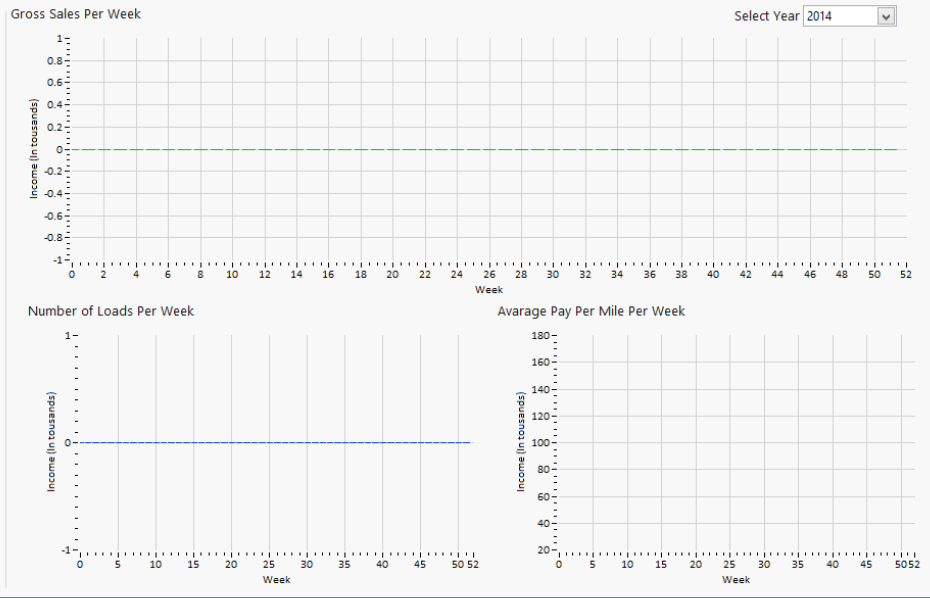 Gross Sales Per Week
Select Year 2014
Income (In tousands)
1
0.8
0.6
0.4
0.2
0
-0.2
-0.4
-0.6
-0.8
-1
0 2 4 6 8 10 12 14 16 18 20 22 24 26 28 30 32 34 36 38 40 42 44 46 48 50 52
Week
Number of Loads Per Week
Income (In tousands)
1
0
-1
0 5 10 15 20 25 30 35 40 45 50 52
Week
Avarage Pay Per Mile Per Week
Income (In tousands)
180
160
140
120
100
80
60
40
20
0 5 10 15 20 25 30 35 40 45 50 52
Week